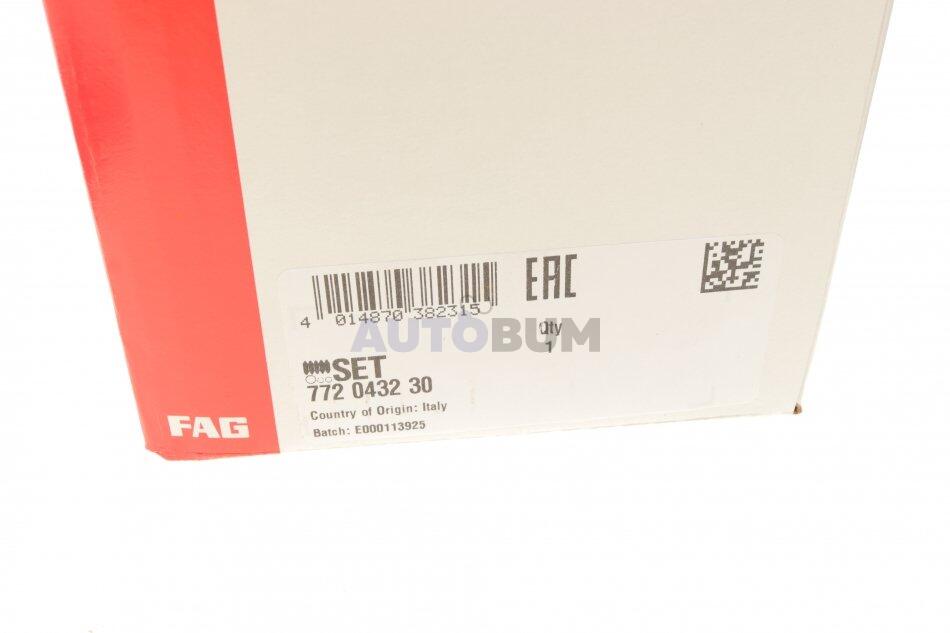 EAC
4 014870 382315
AUTOBUM
Qty
1
SET
772 0432 30
Country of Origin: Italy
Batch: E000113925
FAG